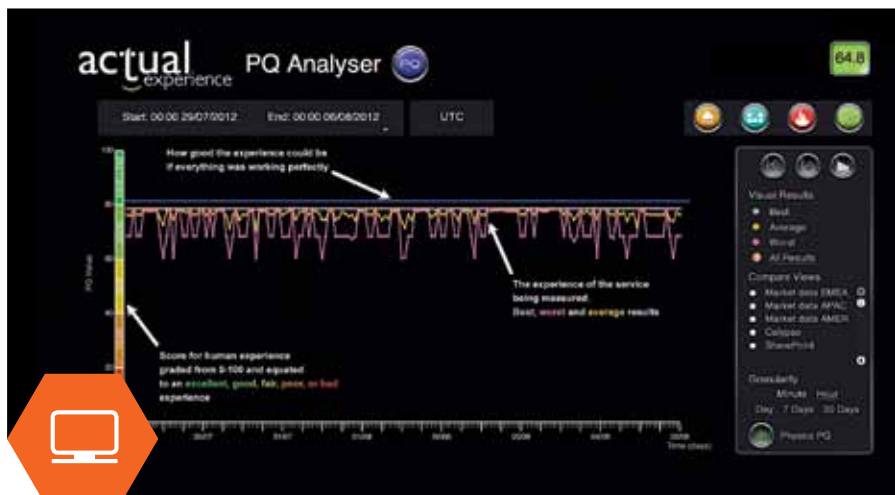 actual
experience
PQ Analyser
PQ
64.8
Start: 00:00 29/07/2012 End: 00:00 06/08/2012
UTC
How good the experience could be
if everything was working perfectly
100
80
60
40
20
PQ Value
The experience of the service
being measured.
Best, worst and average results
Score for human experience
graded from 0-100 and equated
to an excellent, good, fair, poor, or bad
experience
Time (days)
Visual Results
Best
Average
Worst
All Results
Compare Views
Market data EMEA
Market data APAC
Market data AMER
Calypso
SharePoint
Granularity
Minute Hour
Day 7 Days 30 Days
Physics PQ